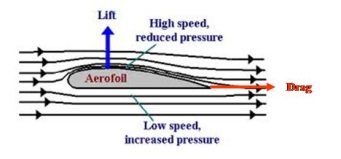 Lift
High speed,
reduced pressure
Aerofoil
Drag
Low speed,
increased pressure